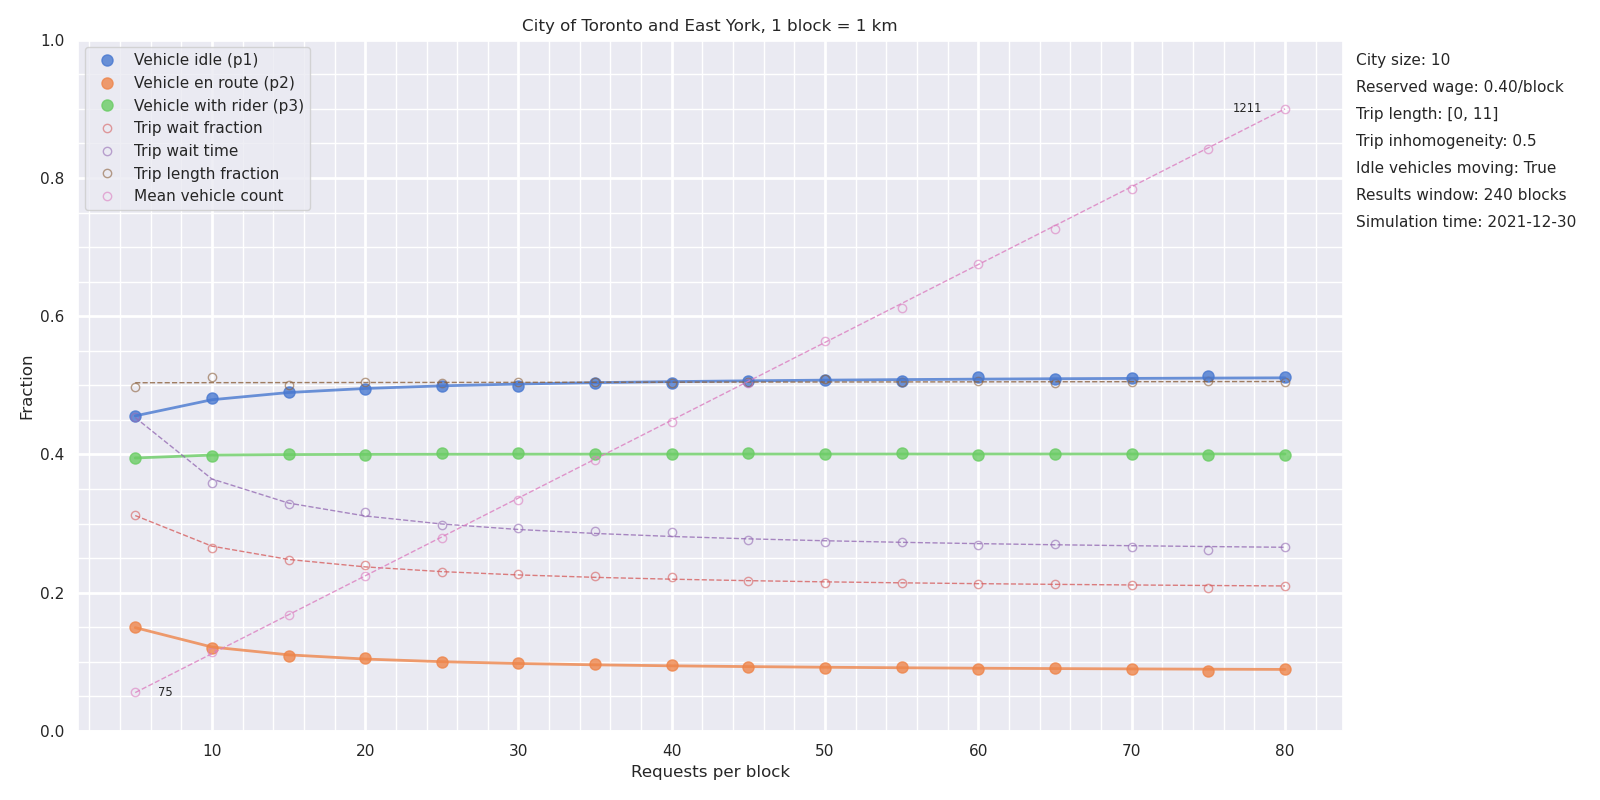 City of Toronto and East York, 1 block = 1 km
1.0
0.8
0.6
0.4
0.2
0.0
Fraction
Vehicle idle (p1)
Vehicle en route (p2)
Vehicle with rider (p3)
Trip wait fraction
Trip wait time
Trip length fraction
Mean vehicle count
1211
75
10 20 30 40 50 60 70 80
Requests per block
City size: 10
Reserved wage: 0.40/block
Trip length: [0, 11]
Trip inhomogeneity: 0.5
Idle vehicles moving: True
Results window: 240 blocks
Simulation time: 2021-12-30